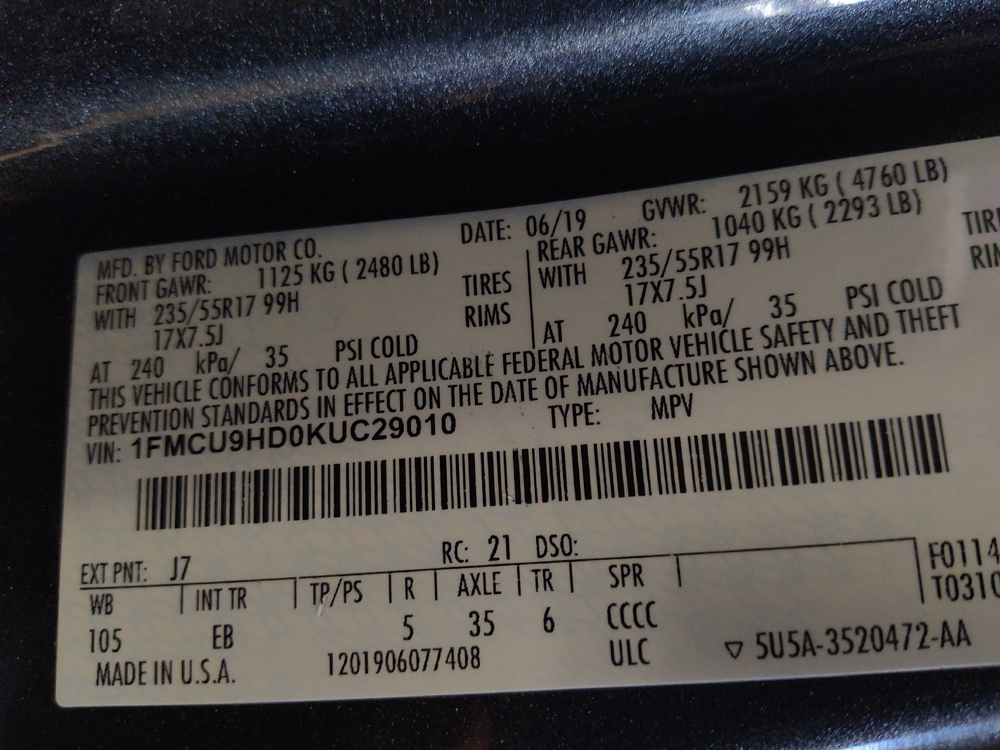 MFD. BY FORD MOTOR CO. DATE: 06/19 GVWR: 2159 KG ( 4760 LB)
FRONT GAWR: 1125 KG ( 2480 LB) REAR GAWR: 1040 KG ( 2293 LB)
WITH 235/55R17 99H TIRES WITH 235/55R17 99H
17X7.5J RIMS 17X7.5J
AT 240 kPa/ 35 PSI COLD AT 240 kPa/ 35 PSI COLD
THIS VEHICLE CONFORMS TO ALL APPLICABLE FEDERAL MOTOR VEHICLE SAFETY AND THEFT
PREVENTION STANDARDS IN EFFECT ON THE DATE OF MANUFACTURE SHOWN ABOVE.
VIN: 1FMCU9HD0KUC29010 TYPE: MPV
EXT PNT: J7 RC: 21 DSO:
WB INT TR TP/PS R AXLE TR SPR F0114
105 EB 5 35 6 CCCC
MADE IN U.S.A. 1201906077408 ULC ▽ 5U5A-3520472-AA